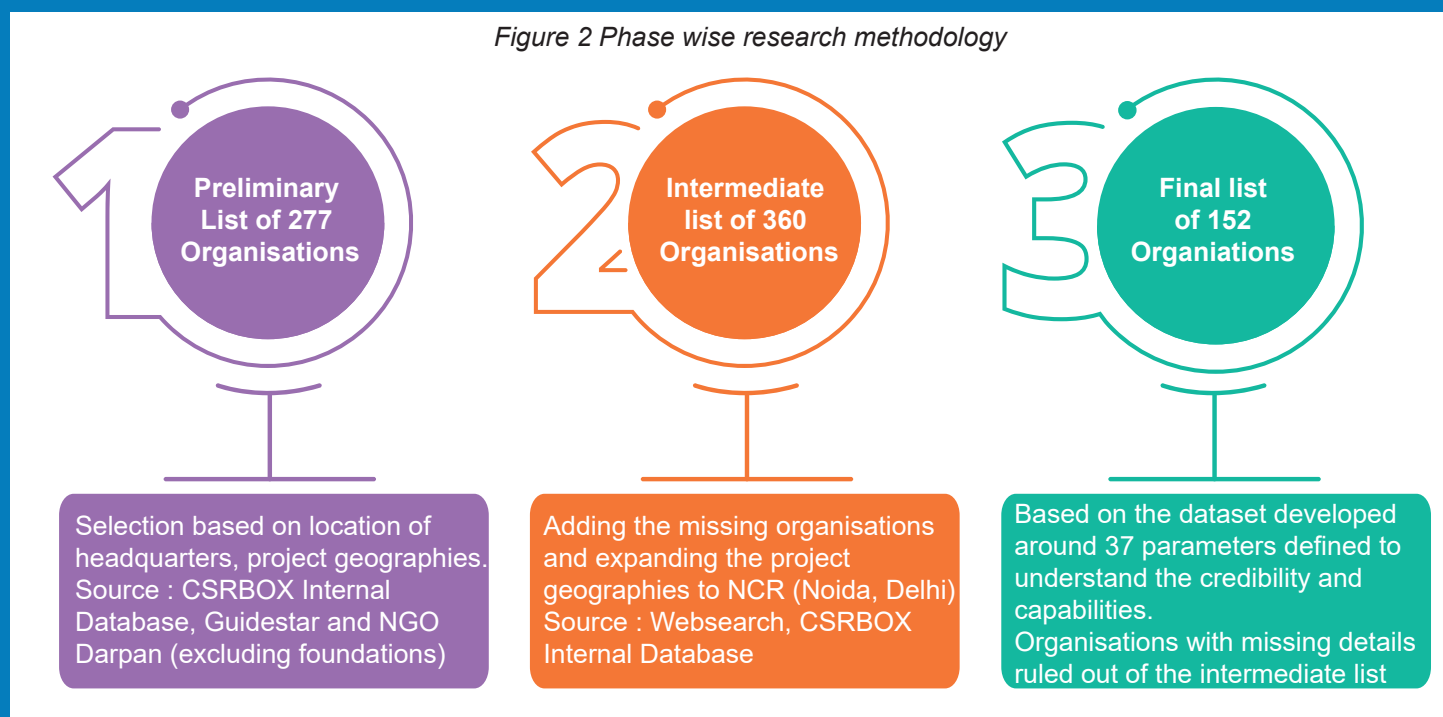 Figure 2 Phase wise research methodology
1
Preliminary
List of 277
Organisations
Selection based on location of
headquarters, project geographies.
Source : CSRBOX Internal
Database, Guidestar and NGO
Darpan (excluding foundations)
2
Intermediate
list of 360
Organisations
Adding the missing organisations
and expanding the project
geographies to NCR (Noida, Delhi)
Source : Websearch, CSRBOX
Internal Database
3
Final list
of 152
Organiations
Based on the dataset developed
around 37 parameters defined to
understand the credibility and
capabilities.
Organisations with missing details
ruled out of the intermediate list